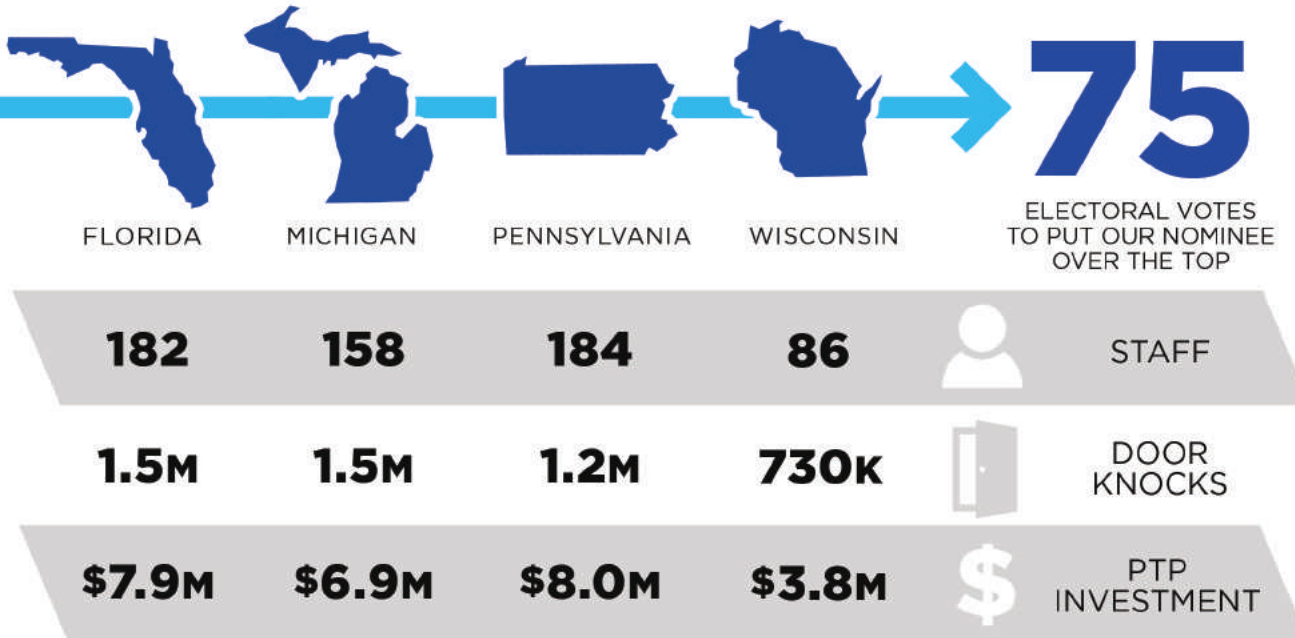 75
ELECTORAL VOTES
TO PUT OUR NOMINEE
OVER THE TOP
FLORIDA MICHIGAN PENNSYLVANIA WISCONSIN
182 158 184 86 STAFF
1.5M 1.5M 1.2M 730K DOOR
KNOCKS
$7.9M $6.9M $8.0M $3.8M $ PTP
INVESTMENT